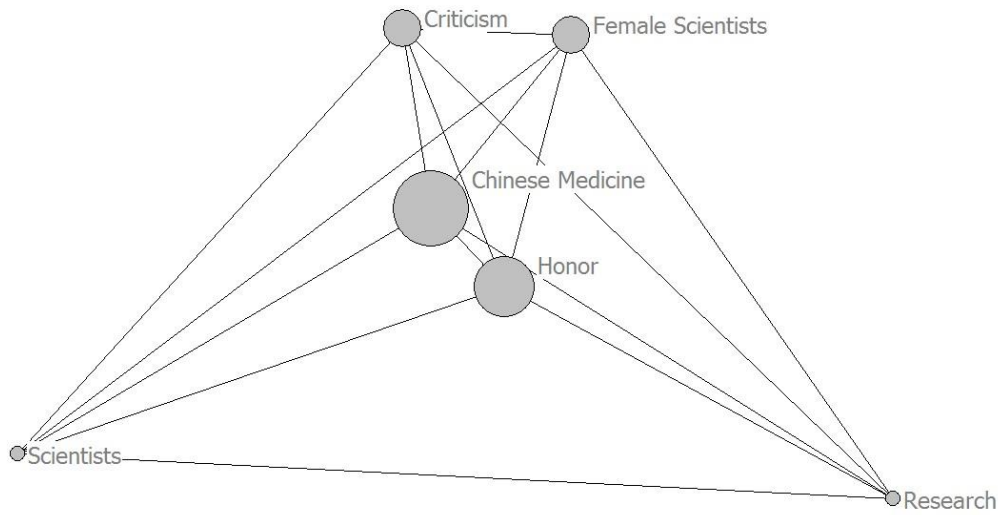 Criticism
Female Scientists
Chinese Medicine
Honor
Scientists
Research